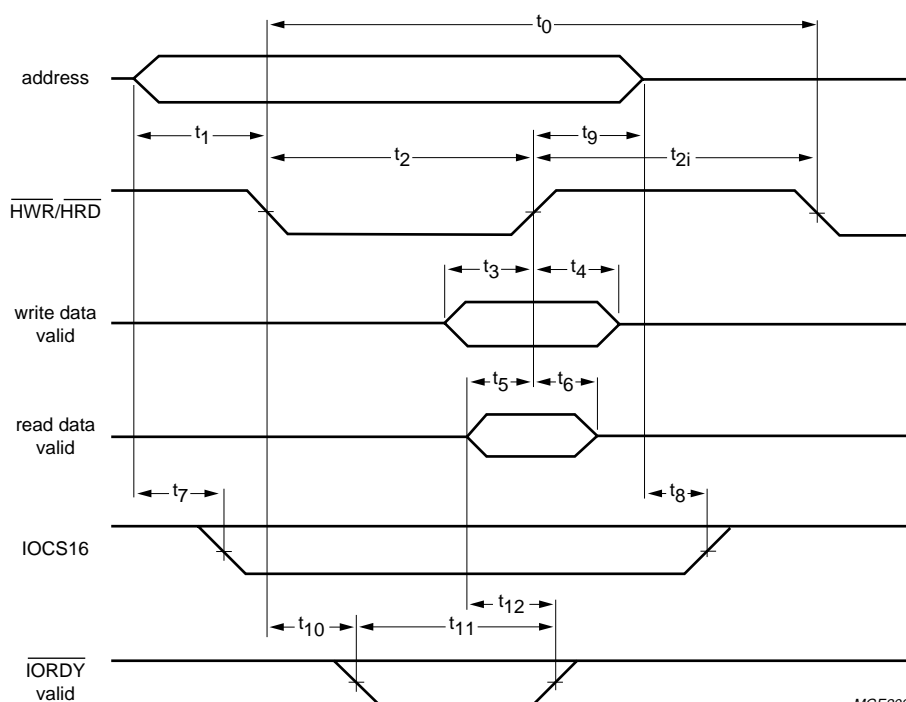 t0
address
t1
t9
t2
t2i
HWR/HRD
t3
t4
write data
valid
t5
t6
read data
valid
t7
t8
IOCS16
t12
t10
t11
IORDY
valid